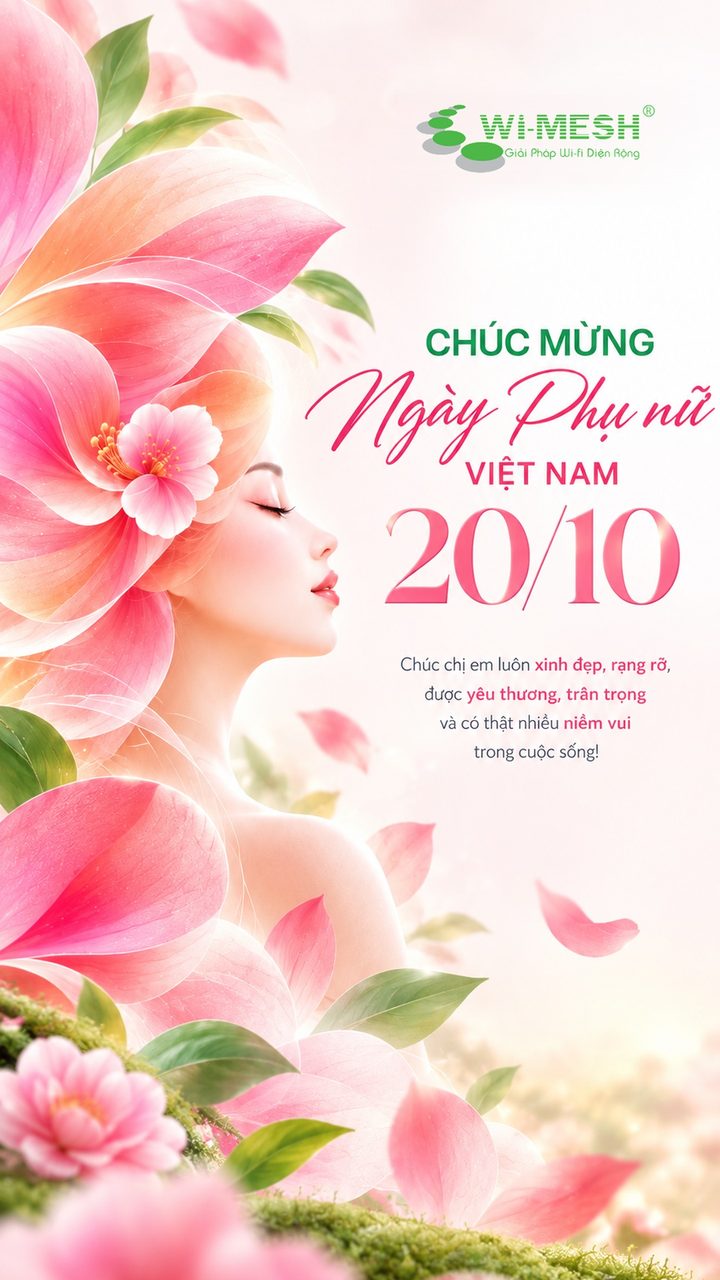 WI-MESH®
Giải Pháp Wi-fi Diện Rộng
CHÚC MỪNG
Ngày Phụ nữ
VIỆT NAM
20/10
Chúc chị em luôn xinh đẹp, rạng rỡ,
được yêu thương, trân trọng
và có thật nhiều niềm vui
trong cuộc sống!